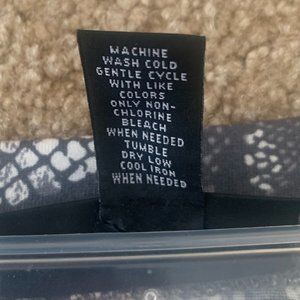 MACHINE
WASH COLD
GENTLE CYCLE
WITH LIKE
COLORS
ONLY NON-
CHLORINE
BLEACH
WHEN NEEDED
TUMBLE
DRY LOW
COOL IRON
WHEN NEEDED